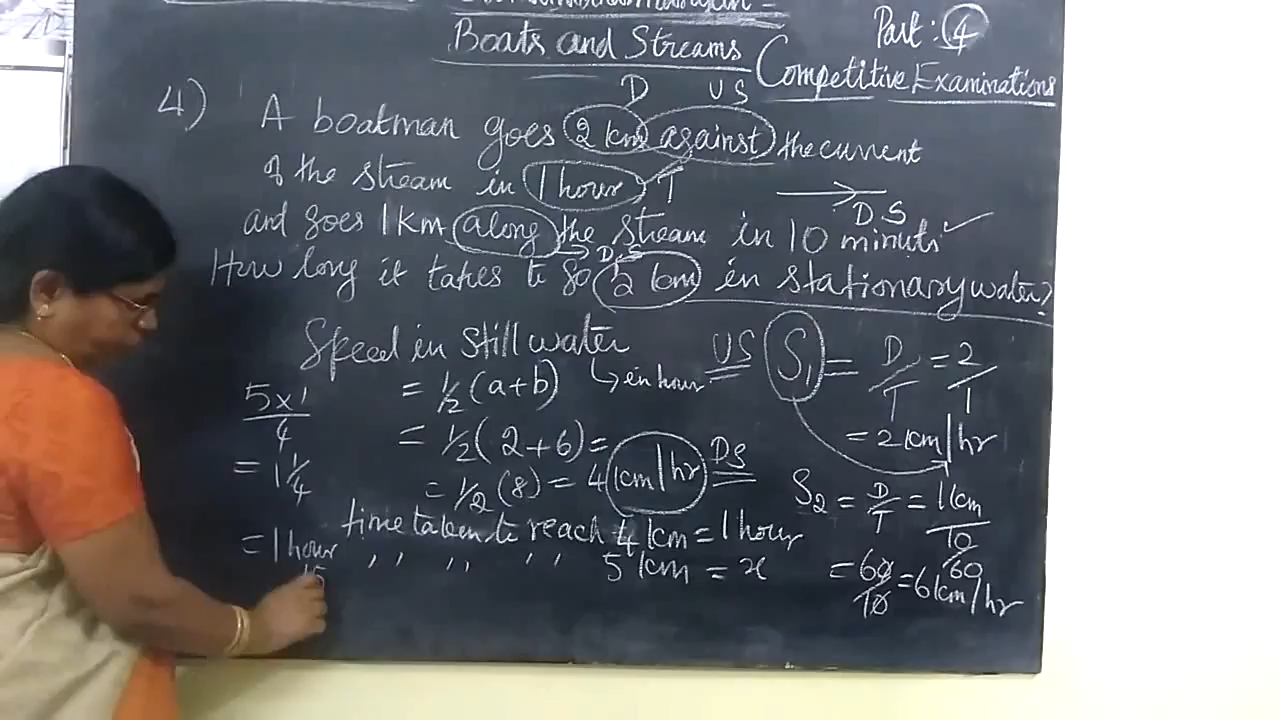 Boats and Streams
Part : 4
Competitive Examinations
D US
4) A boatman goes 2 km against the current
of the stream in 1 hour T
D.S
and goes 1 km along the stream in 10 minuts ✓
D.S
How long it takes to go 2 km in stationary water?
Speed in still water
↳ in hour
= 1/2 (a+b)
= 1/2 ( 2+6) =
= 1/2 (8) = 4 km/hr
US S1 = D/T = 2/1
= 2 km/hr
DS
S2 = D/T = 1 km / 10/60
= 60/10 = 6 km/hr
time taken to reach 4 km = 1 hour
,, ,, ,, 5 km = x
5x1/4
= 1 1/4
= 1 hour
15